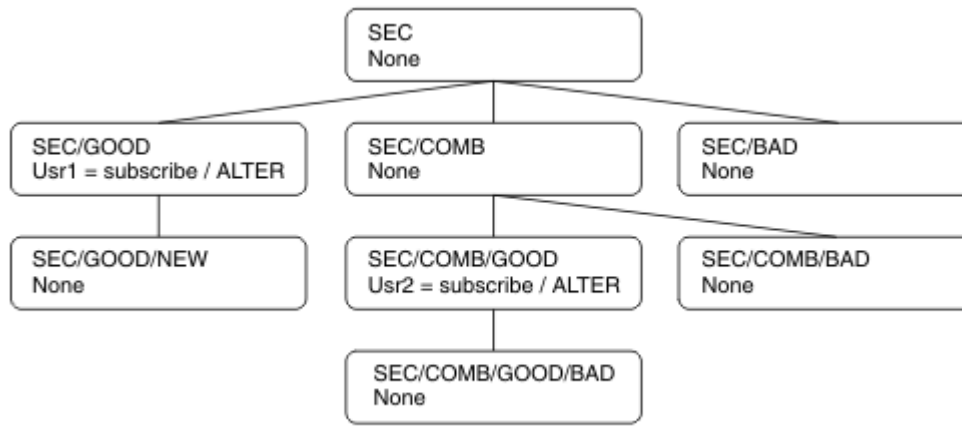 SEC
None
SEC/GOOD
Usr1 = subscribe / ALTER
SEC/COMB
None
SEC/BAD
None
SEC/GOOD/NEW
None
SEC/COMB/GOOD
Usr2 = subscribe / ALTER
SEC/COMB/BAD
None
SEC/COMB/GOOD/BAD
None